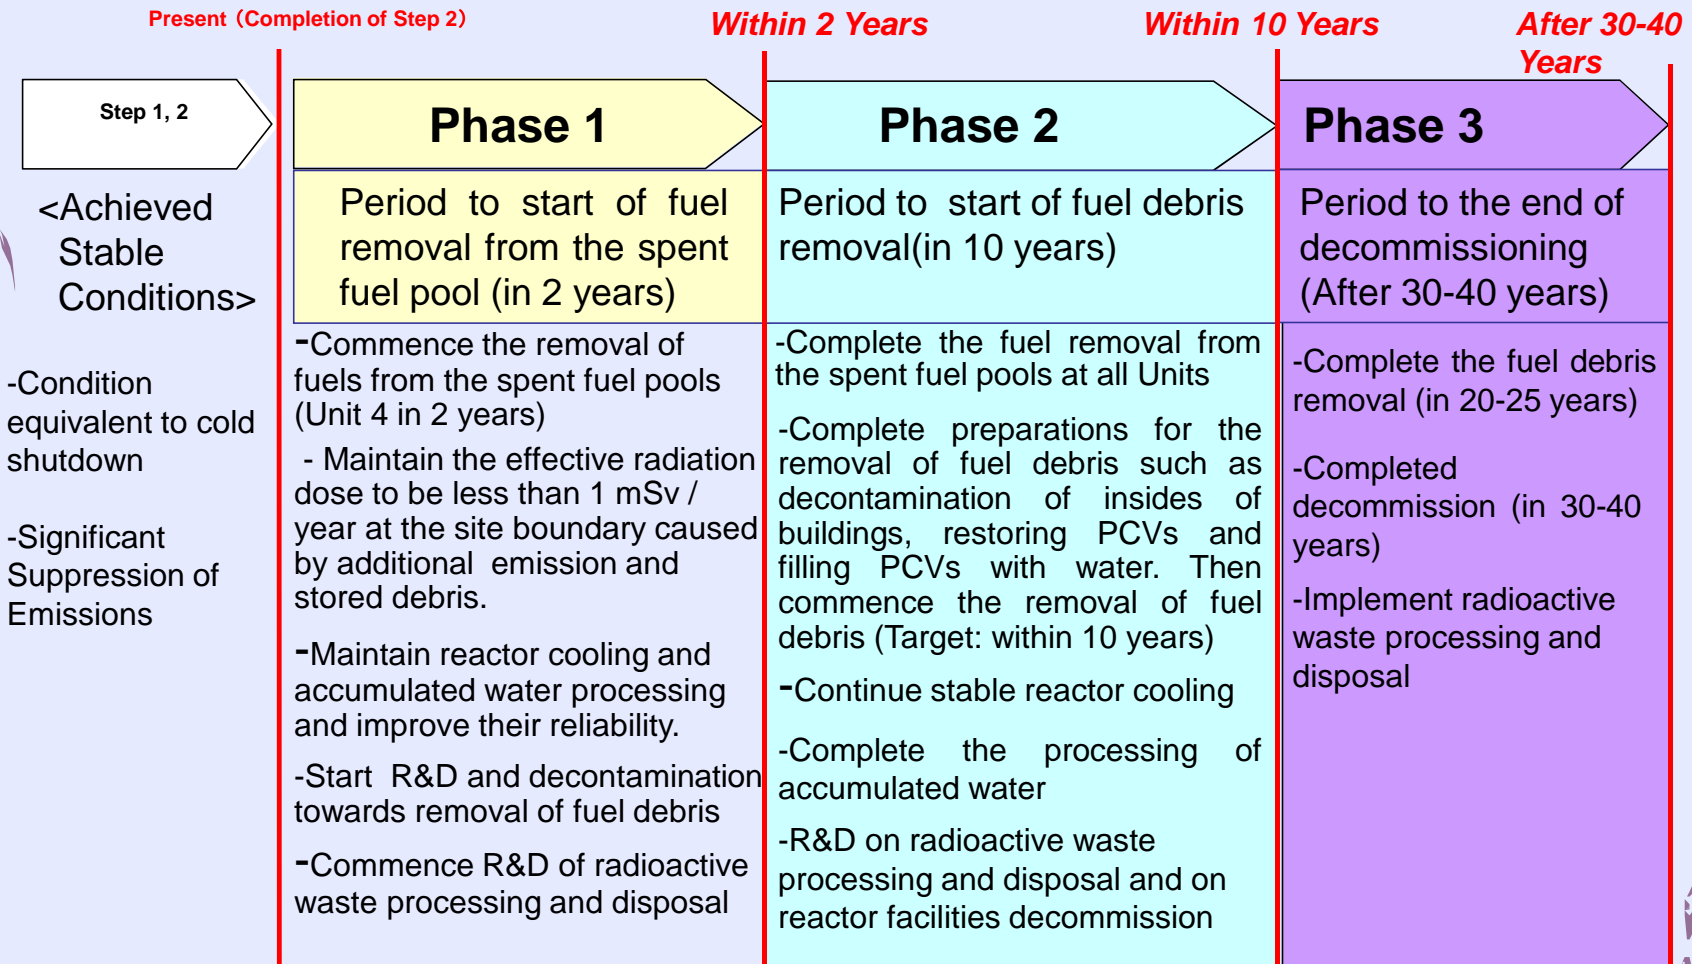 Present（Completion of Step 2）
Within 2 Years
Within 10 Years
After 30-40
Years
Step 1, 2
Phase 1
Phase 2
Phase 3
<Achieved
Stable
Conditions>
-Condition
equivalent to cold
shutdown
-Significant
Suppression of
Emissions
Period to start of fuel
removal from the spent
fuel pool (in 2 years)
-Commence the removal of
fuels from the spent fuel pools
(Unit 4 in 2 years)
- Maintain the effective radiation
dose to be less than 1 mSv /
year at the site boundary caused
by additional emission and
stored debris.
-Maintain reactor cooling and
accumulated water processing
and improve their reliability.
-Start R&D and decontamination
towards removal of fuel debris
-Commence R&D of radioactive
waste processing and disposal
Period to start of fuel debris
removal(in 10 years)
-Complete the fuel removal from
the spent fuel pools at all Units
-Complete preparations for the
removal of fuel debris such as
decontamination of insides of
buildings, restoring PCVs and
filling PCVs with water. Then
commence the removal of fuel
debris (Target: within 10 years)
-Continue stable reactor cooling
-Complete the processing of
accumulated water
-R&D on radioactive waste
processing and disposal and on
reactor facilities decommission
Period to the end of
decommissioning
(After 30-40 years)
-Complete the fuel debris
removal (in 20-25 years)
-Completed
decommission (in 30-40
years)
-Implement radioactive
waste processing and
disposal